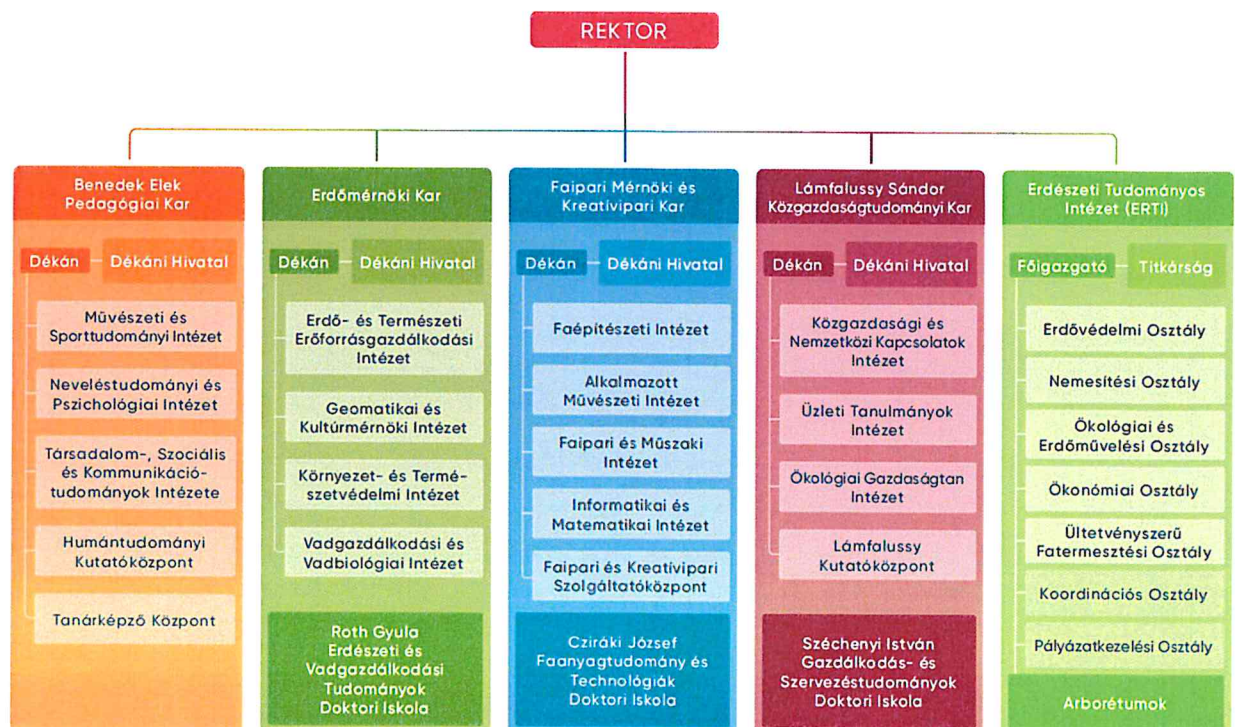 REKTOR
Benedek Elek
Pedagógiai Kar
Dékán
Dékáni Hivatal
Művészeti és
Sporttudományi Intézet
Neveléstudományi és
Pszichológiai Intézet
Társadalom-, Szociális
és Kommunikáció-
tudományok Intézete
Humántudományi
Kutatóközpont
Tanárképző Központ
Erdőmérnöki Kar
Dékán
Dékáni Hivatal
Erdő- és Természeti
Erőforrásgazdálkodási
Intézet
Geomatikai és
Kultúrmérnöki Intézet
Környezet- és Termé-
szetvédelmi Intézet
Vadgazdálkodási és
Vadbiológiai Intézet
Roth Gyula
Erdészeti és
Vadgazdálkodási
Tudományok
Doktori Iskola
Faipari Mérnöki és
Kreatívipari Kar
Dékán
Dékáni Hivatal
Faépítészeti Intézet
Alkalmazott
Művészeti Intézet
Faipari és Műszaki
Intézet
Informatikai és
Matematikai Intézet
Faipari és Kreatívipari
Szolgáltatóközpont
Cziráki József
Faanyagtudomány és
Technológiák
Doktori Iskola
Lámfalussy Sándor
Közgazdaságtudományi Kar
Dékán
Dékáni Hivatal
Közgazdasági és
Nemzetközi Kapcsolatok
Intézet
Üzleti Tanulmányok
Intézet
Ökológiai Gazdaságtan
Intézet
Lámfalussy
Kutatóközpont
Széchenyi István
Gazdálkodás- és
Szervezéstudományok
Doktori Iskola
Erdészeti Tudományos
Intézet (ERTI)
Főigazgató
Titkárság
Erdővédelmi Osztály
Nemesítési Osztály
Ökológiai és
Erdőművelési Osztály
Ökonómiai Osztály
Ültetvényszerű
Fatermesztési Osztály
Koordinációs Osztály
Pályázatkezelési Osztály
Arborétumok